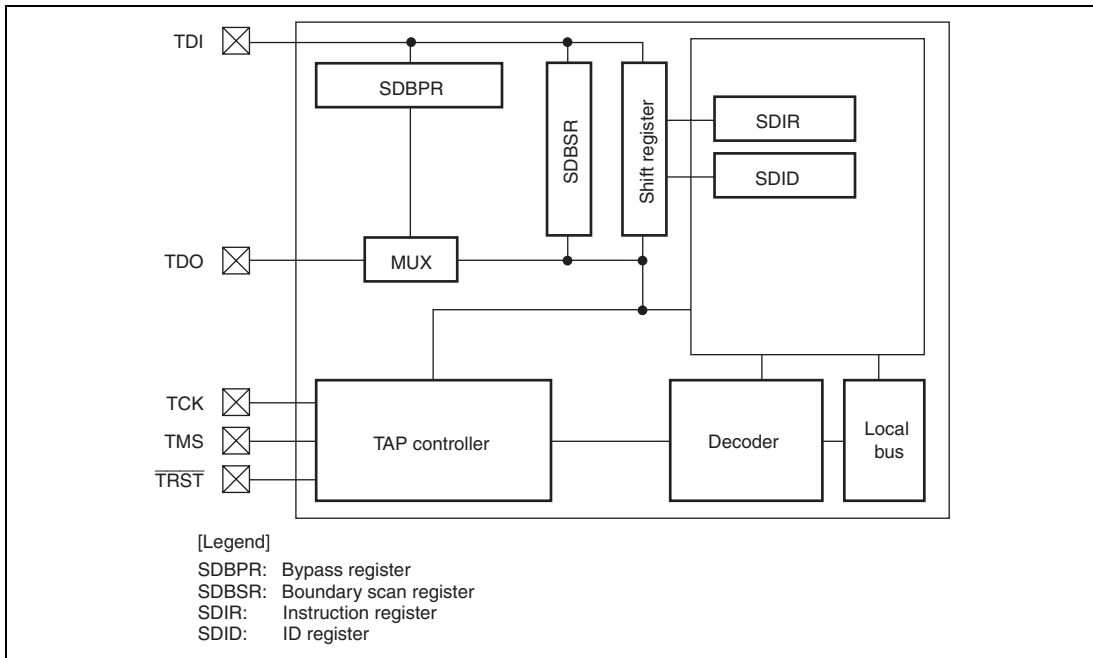 TDI
SDBPR
SDBSR
Shift register
SDIR
SDID
TDO
MUX
TCK
TMS
TRST
TAP controller
Decoder
Local
bus
[Legend]
SDBPR: Bypass register
SDBSR: Boundary scan register
SDIR: Instruction register
SDID: ID register